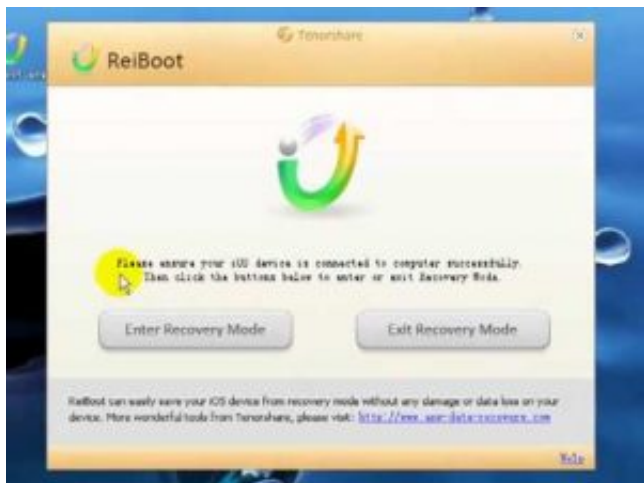 Tenorshare
ReiBoot
Please ensure your iOS device is connected to computer successfully.
Then click the buttons below to enter or exit Recovery Mode.
Enter Recovery Mode
Exit Recovery Mode
ReiBoot can easily save your iOS device from recovery mode without any damage or data loss on your
device. More wonderful tools from Tenorshare, please visit:
Help